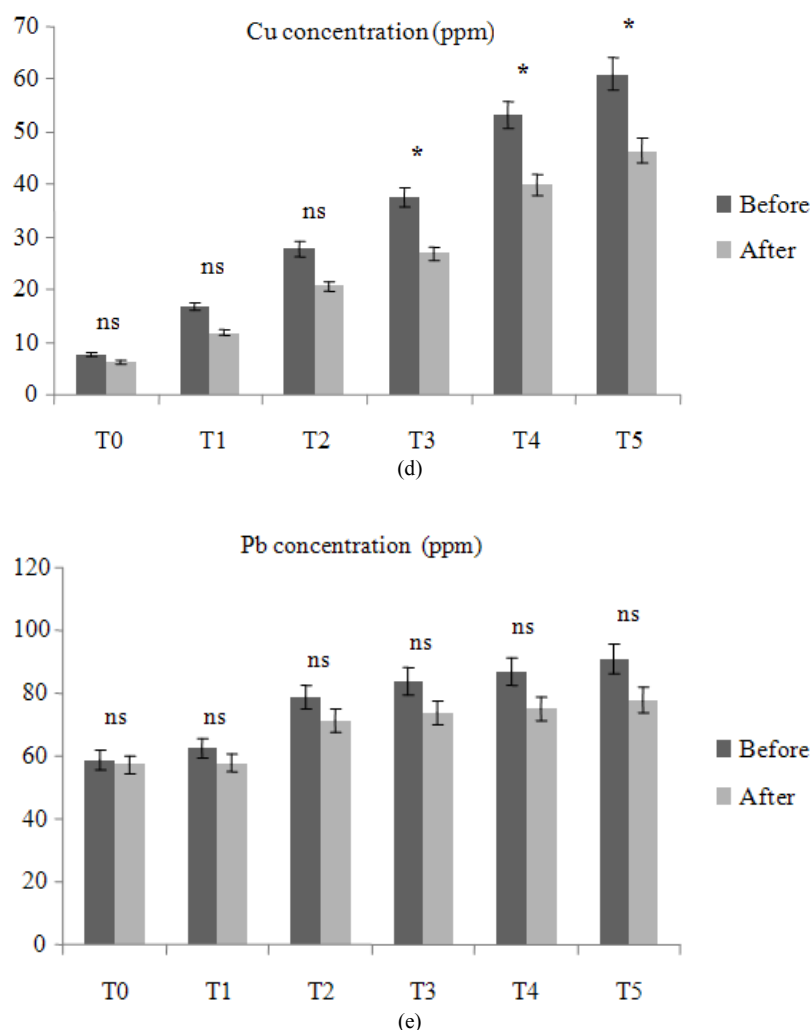 Cu concentration (ppm)
70
60
50
40
30
20
10
0
ns
ns
ns
*
*
*
T0 T1 T2 T3 T4 T5
Before
After
(d)
Pb concentration (ppm)
120
100
80
60
40
20
0
ns
ns
ns
ns
ns
ns
T0 T1 T2 T3 T4 T5
Before
After
(e)